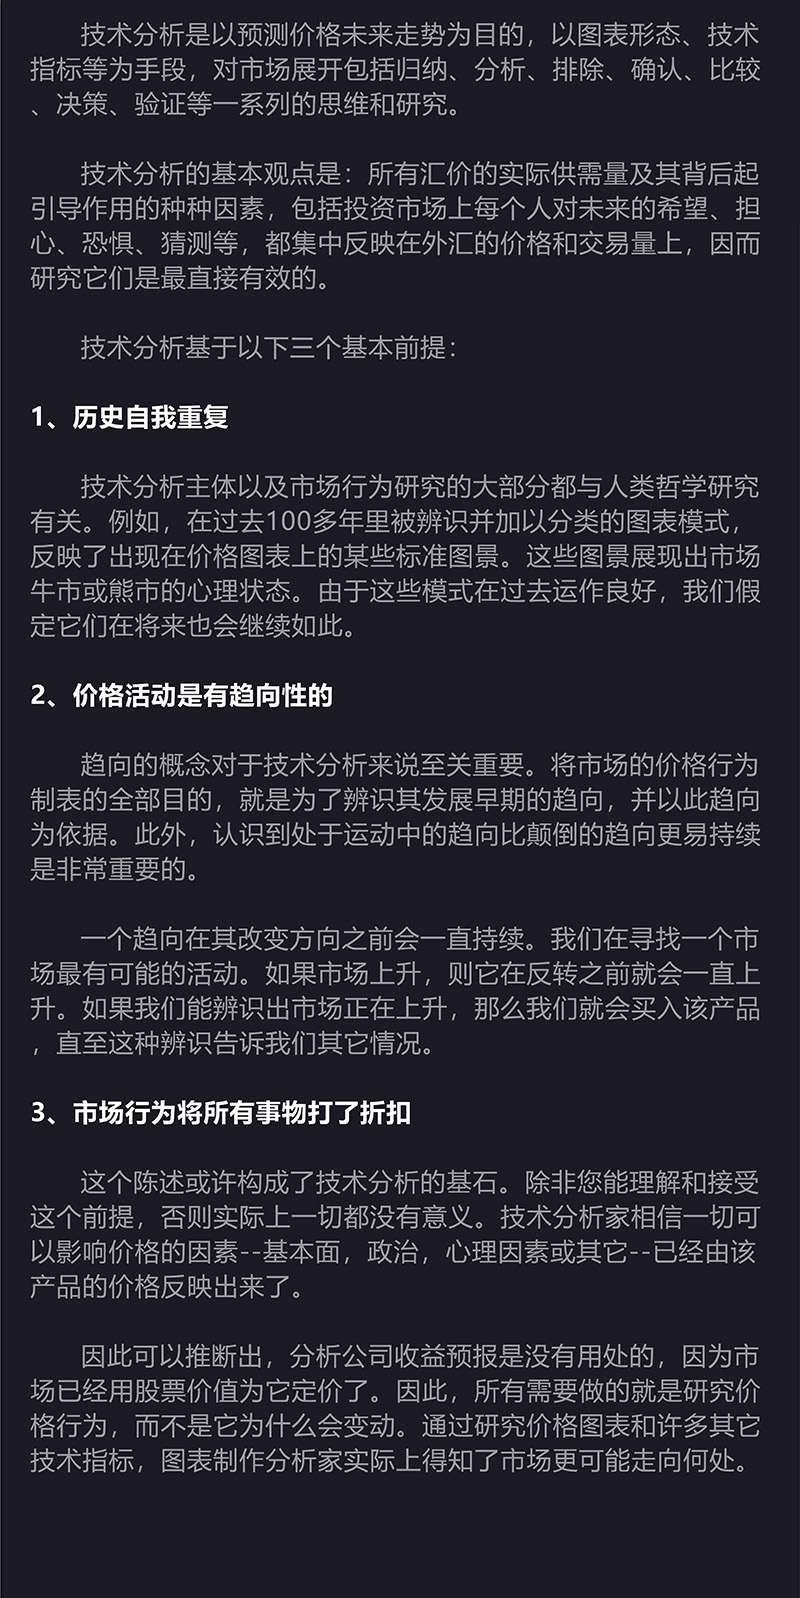 技术分析是以预测价格未来走势为目的，以图表形态、技术
指标等为手段，对市场展开包括归纳、分析、排除、确认、比较
、决策、验证等一系列的思维和研究。
技术分析的基本观点是：所有汇价的实际供需量及其背后起
引导作用的种种因素，包括投资市场上每个人对未来的希望、担
心、恐惧、猜测等，都集中反映在外汇的价格和交易量上，因而
研究它们是最直接有效的。
技术分析基于以下三个基本前提：
1、历史自我重复
技术分析主体以及市场行为研究的大部分都与人类哲学研究
有关。例如，在过去100多年里被辨识并加以分类的图表模式，
反映了出现在价格图表上的某些标准图景。这些图景展现出市场
牛市或熊市的心理状态。由于这些模式在过去运作良好，我们假
定它们在将来也会继续如此。
2、价格活动是有趋向性的
趋向的概念对于技术分析来说至关重要。将市场的价格行为
制表的全部目的，就是为了辨识其发展早期的趋向，并以此趋向
为依据。此外，认识到处于运动中的趋向比颠倒的趋向更易持续
是非常重要的。
一个趋向在其改变方向之前会一直持续。我们在寻找一个市
场最有可能的活动。如果市场上升，则它在反转之前就会一直上
升。如果我们能辨识出市场正在上升，那么我们就会买入该产品
，直至这种辨识告诉我们其它情况。
3、市场行为将所有事物打了折扣
这个陈述或许构成了技术分析的基石。除非您能理解和接受
这个前提，否则实际上一切都没有意义。技术分析家相信一切可
以影响价格的因素--基本面，政治，心理因素或其它--已经由该
产品的价格反映出来了。
因此可以推断出，分析公司收益预报是没有用处的，因为市
场已经用股票价值为它定价了。因此，所有需要做的就是研究价
格行为，而不是它为什么会变动。通过研究价格图表和许多其它
技术指标，图表制作分析家实际上得知了市场更可能走向何处。